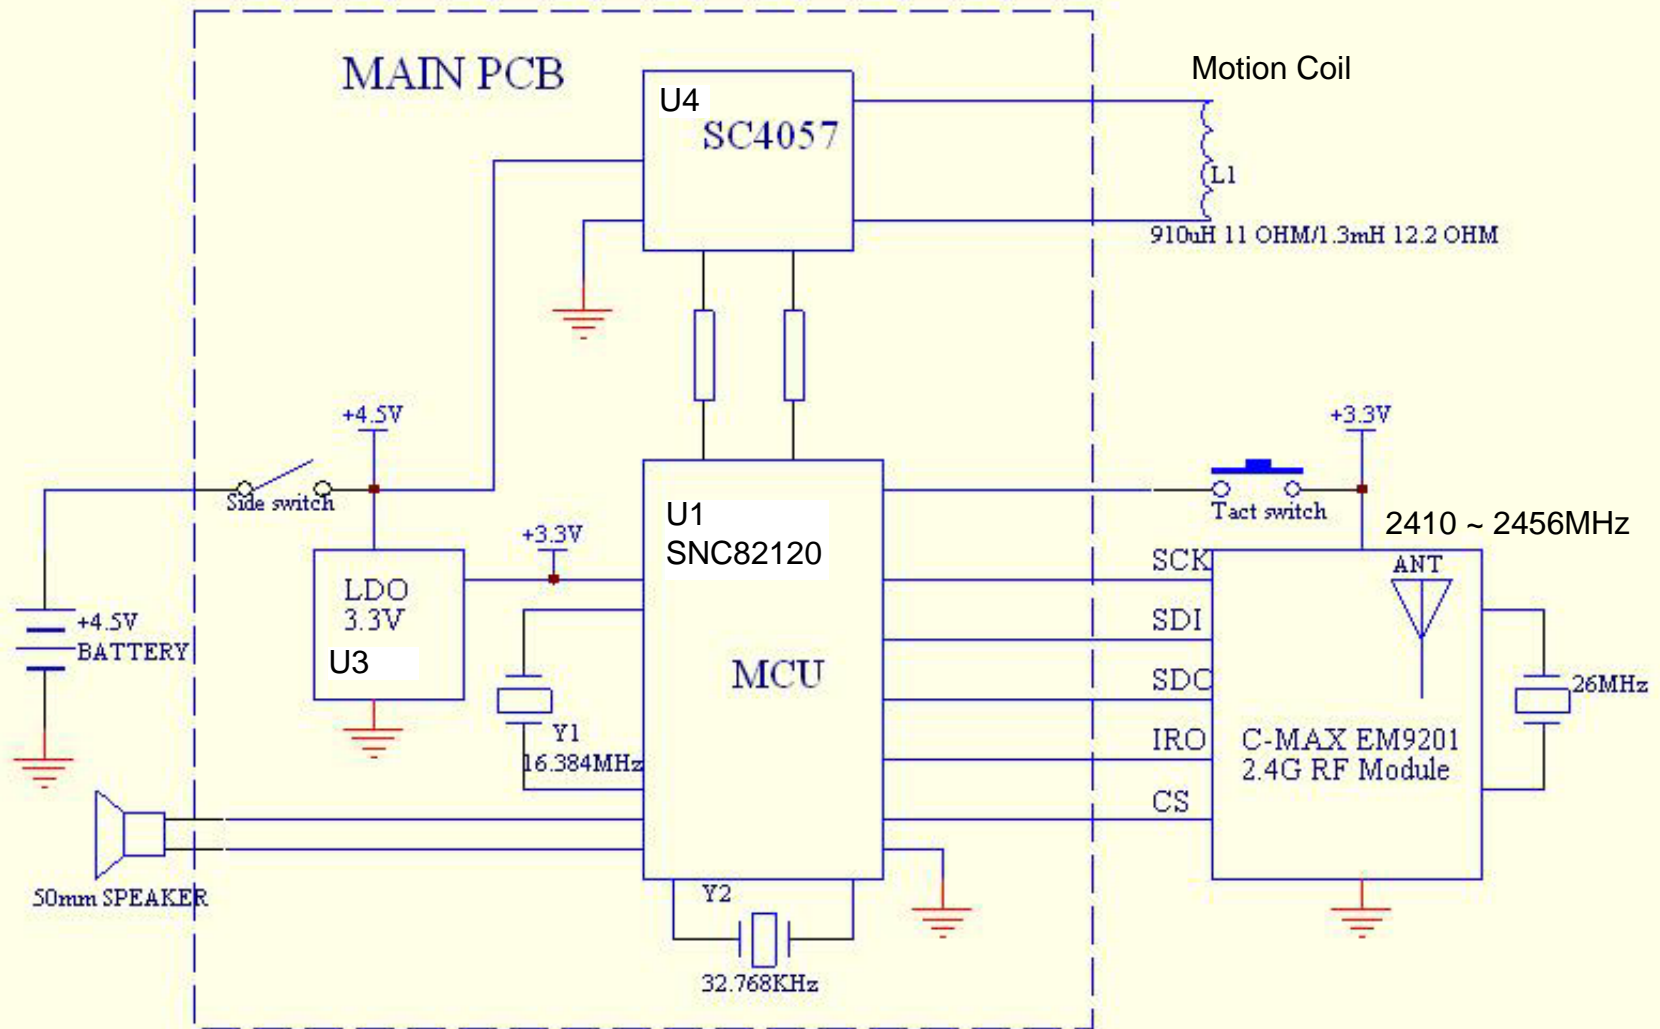 MAIN PCB
Motion Coil
U4
SC4057
L1
910uH 11 OHM/1.3mH 12.2 OHM
+4.5V
+3.3V
Side switch
Tact switch
2410 ~ 2456MHz
U1
SNC82120
+3.3V
LDO
3.3V
U3
+4.5V
BATTERY
MCU
SCK
SDI
SDO
IRO
CS
ANT
C-MAX EM9201
2.4G RF Module
26MHz
Y1
16.384MHz
50mm SPEAKER
Y2
32.768KHz